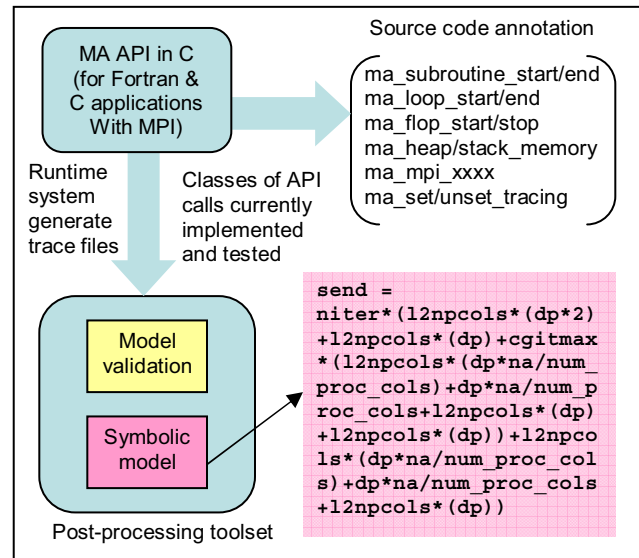 MA API in C
(for Fortran &
C applications
With MPI)
Source code annotation
ma_subroutine_start/end
ma_loop_start/end
ma_flop_start/stop
ma_heap/stack_memory
ma_mpi_xxxx
ma_set/unset_tracing
Runtime
system
generate
trace files
Classes of API
calls currently
implemented
and tested
Model
validation
Symbolic
model
Post-processing toolset
send =
niter*(l2npcols*(dp*2)
+l2npcols*(dp)+cgitmax
*(l2npcols*(dp*na/num_
proc_cols)+dp*na/num_p
roc_cols+l2npcols*(dp)
+l2npcols*(dp))+l2npco
ls*(dp*na/num_proc_col
s)+dp*na/num_proc_cols
+l2npcols*(dp))